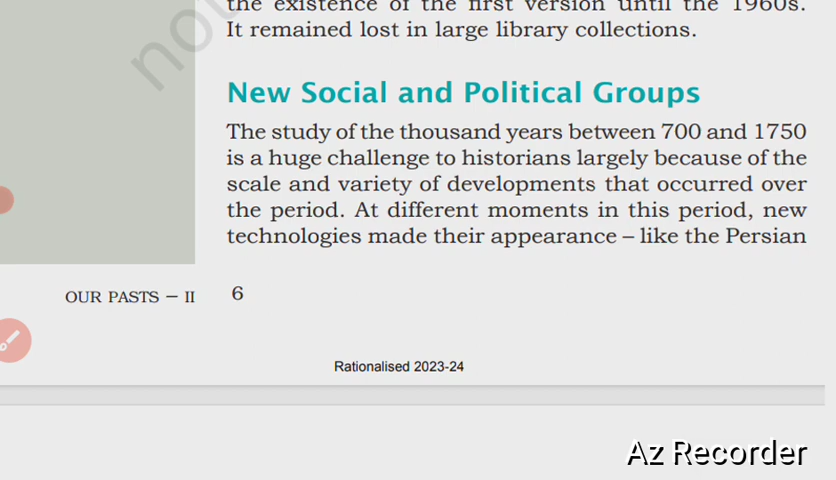 the existence of the first version until the 1960s.
It remained lost in large library collections.
New Social and Political Groups
The study of the thousand years between 700 and 1750
is a huge challenge to historians largely because of the
scale and variety of developments that occurred over
the period. At different moments in this period, new
technologies made their appearance – like the Persian
OUR PASTS – II 6
Rationalised 2023-24
Az Recorder